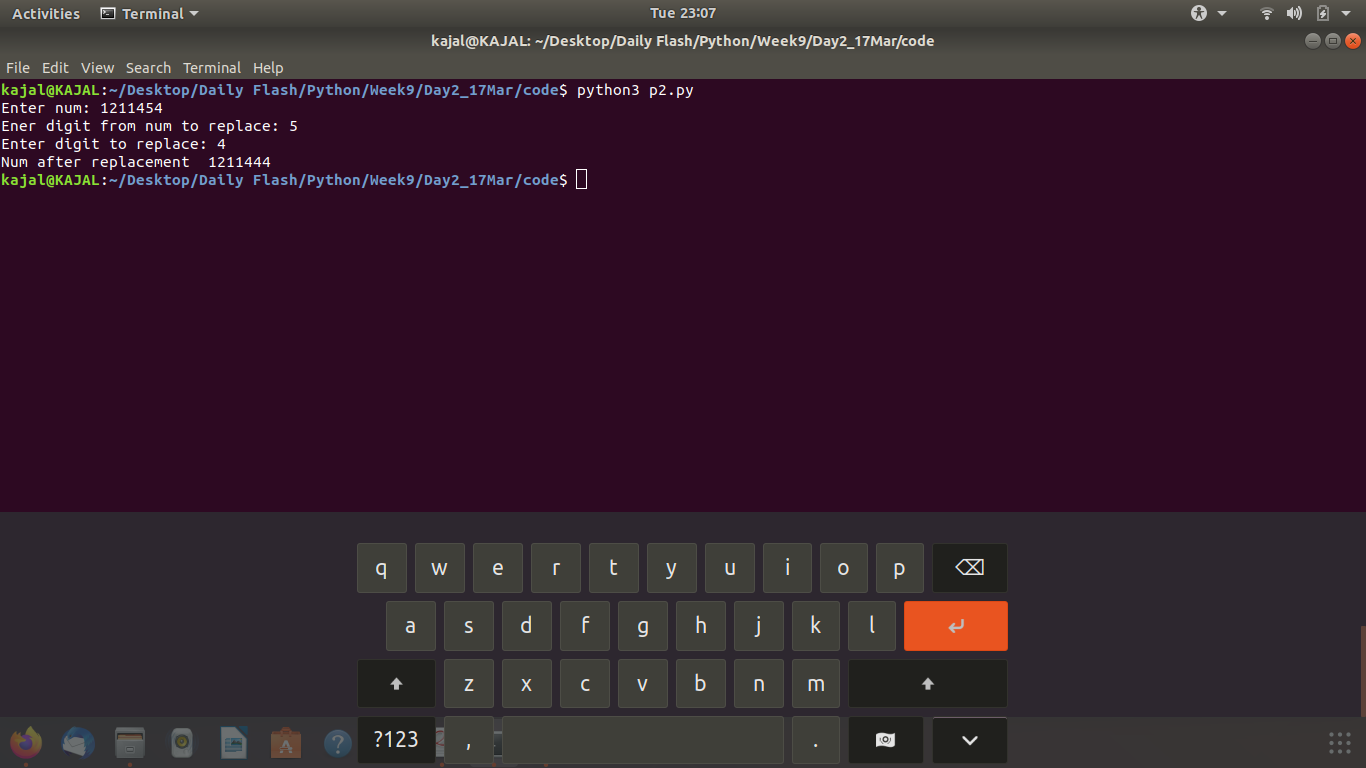 Activities Terminal Tue 23:07
kajal@KAJAL: ~/Desktop/Daily Flash/Python/Week9/Day2_17Mar/code
File Edit View Search Terminal Help
kajal@KAJAL:~/Desktop/Daily Flash/Python/Week9/Day2_17Mar/code$ python3 p2.py
Enter num: 1211454
Ener digit from num to replace: 5
Enter digit to replace: 4
Num after replacement  1211444
kajal@KAJAL:~/Desktop/Daily Flash/Python/Week9/Day2_17Mar/code$
q w e r t y u i o p
a s d f g h j k l
z x c v b n m
?123 , .